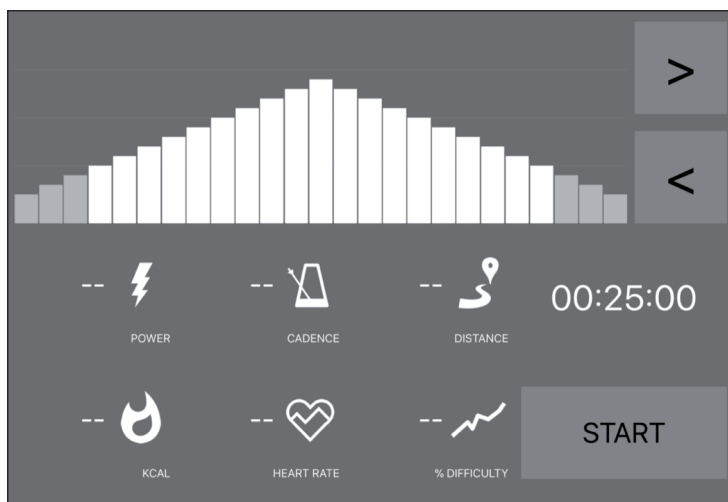 >
<
-- -- -- 00:25:00
POWER CADENCE DISTANCE
-- -- -- START
KCAL HEART RATE % DIFFICULTY